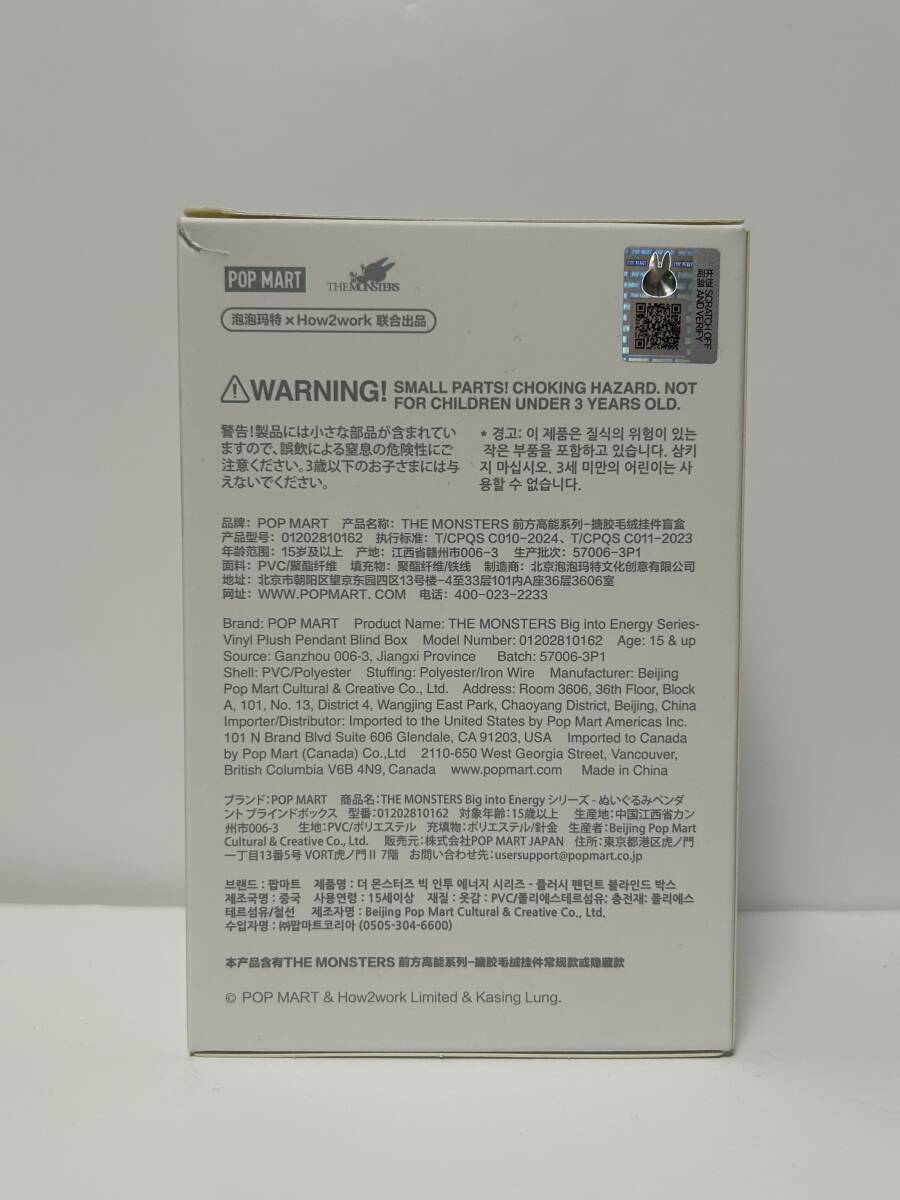 POP MART
THE MONSTERS
泡泡玛特 × How2work 联合出品
POP MART
开盒 SCRATCH OFF
验 AND VERIFY
WARNING! SMALL PARTS! CHOKING HAZARD. NOT
FOR CHILDREN UNDER 3 YEARS OLD.
警告!製品には小さな部品が含まれてい
ますので、誤飲による窒息の危険性にご
注意ください。3歳以下のお子さまには与
えないでください。
* 경고: 이 제품은 질식의 위험이 있는
작은 부품을 포함하고 있습니다. 삼키
지 마십시오. 3세 미만의 어린이는 사
용할 수 없습니다.
品牌: POP MART 产品名称: THE MONSTERS 前方高能系列-搪胶毛绒挂件盲盒
产品型号: 01202810162 执行标准: T/CPQS C010-2024、T/CPQS C011-2023
年龄范围: 15岁及以上 产地: 江西省赣州市006-3 生产批次: 57006-3P1
面料: PVC/聚酯纤维 填充物: 聚酯纤维/铁线 制造商: 北京泡泡玛特文化创意有限公司
地址: 北京市朝阳区望京东园四区13号楼-4至33层101内A座36层3606室
网址: WWW.POPMART. COM 电话: 400-023-2233
Brand: POP MART Product Name: THE MONSTERS Big into Energy Series-
Vinyl Plush Pendant Blind Box Model Number: 01202810162 Age: 15 & up
Source: Ganzhou 006-3, Jiangxi Province Batch: 57006-3P1
Shell: PVC/Polyester Stuffing: Polyester/Iron Wire Manufacturer: Beijing
Pop Mart Cultural & Creative Co., Ltd. Address: Room 3606, 36th Floor, Block
A, 101, No. 13, District 4, Wangjing East Park, Chaoyang District, Beijing, China
Importer/Distributor: Imported to the United States by Pop Mart Americas Inc.
101 N Brand Blvd Suite 606 Glendale, CA 91203, USA Imported to Canada
by Pop Mart (Canada) Co.,Ltd 2110-650 West Georgia Street, Vancouver,
British Columbia V6B 4N9, Canada www.popmart.com Made in China
ブランド:POP MART 商品名:THE MONSTERS Big into Energy シリーズ - ぬいぐるみペンダ
ント ブラインドボックス 型番:01202810162 対象年齢:15歳以上 生産地:中国江西省カン
州市006-3 生地:PVC/ポリエステル 充填物:ポリエステル/針金 生産者:Beijing Pop Mart
Cultural & Creative Co., Ltd. 販売元:株式会社POP MART JAPAN 住所:東京都港区虎ノ門
一丁目13番5号 VORT虎ノ門Ⅱ 7階 お問い合わせ先:usersupport@popmart.co.jp
브랜드 : 팝마트 제품명 : 더 몬스터즈 빅 인투 에너지 시리즈 - 플러시 펜던트 블라인드 박스
제조국명 : 중국 사용연령 : 15세이상 재질 : 옷감 : PVC/폴리에스테르섬유: 충전재: 폴리에스
테르섬유/철선 제조자명 : Beijing Pop Mart Cultural & Creative Co., Ltd.
수입자명 : ㈜팝마트코리아 (0505-304-6600)
本产品含有THE MONSTERS 前方高能系列-搪胶毛绒挂件常规款或隐藏款
© POP MART & How2work Limited & Kasing Lung.